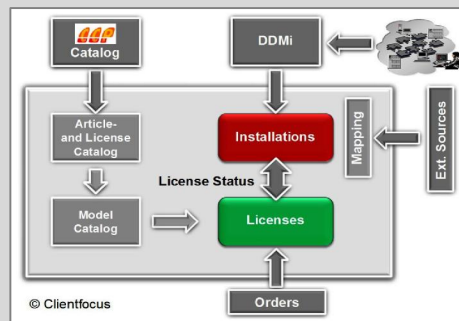 Catalog
DDMi
Article-
and License
Catalog
Installations
Mapping
Ext. Sources
License Status
Model
Catalog
Licenses
© Clientfocus
Orders